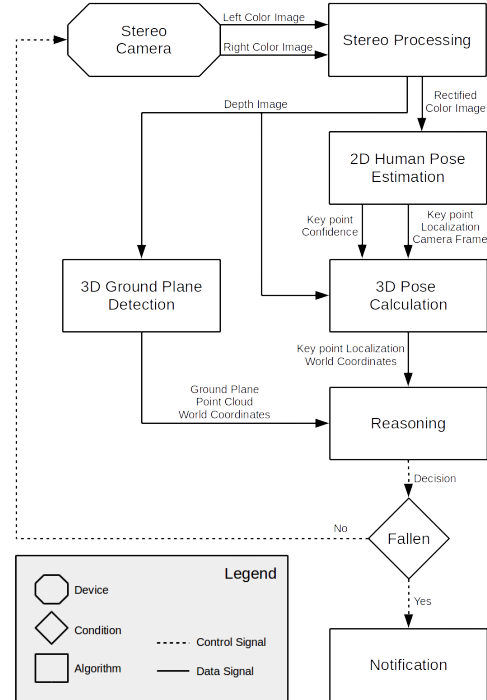 Stereo
Camera
Left Color Image
Right Color Image
Stereo Processing
Depth Image
Rectified
Color Image
2D Human Pose
Estimation
Key point
Confidence
Key point
Localization
Camera Frame
3D Ground Plane
Detection
3D Pose
Calculation
Key point Localization
World Coordinates
Ground Plane
Point Cloud
World Coordinates
Reasoning
Decision
No
Fallen
Yes
Notification
Legend
Device
Condition
Control Signal
Algorithm
Data Signal